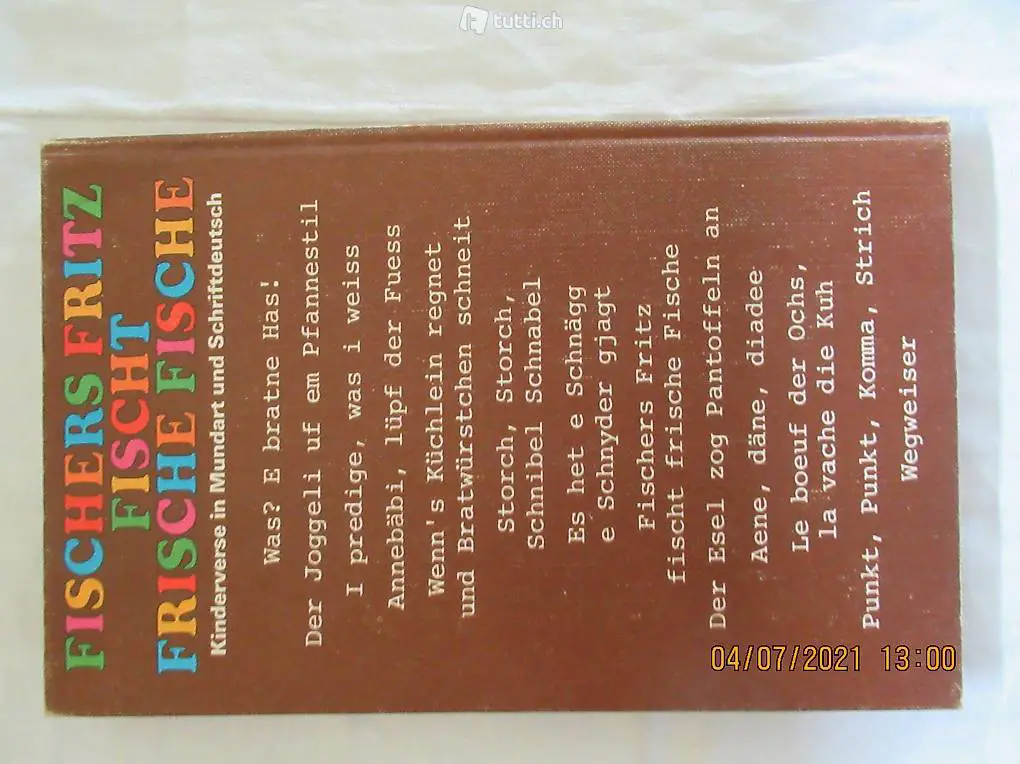 tutti.ch
FISCHERS FRITZ
FISCHT
FRISCHE FISCHE
Kinderverse in Mundart und Schriftdeutsch
Was? E bratne Has!
Der Joggeli uf em Pfannestil
I predige, was i weiss
Annebäbi, lüpf der Fuess
Wenn's Küchlein regnet
und Bratwürstchen schneit
Storch, Storch,
Schnibel Schnabel
Es het e Schnägg
e Schnyder gjagt
Fischers Fritz
fischt frische Fische
Der Esel zog Pantoffeln an
Aene, däne, diadee
Le boeuf der Ochs,
la vache die Kuh
Punkt, Punkt, Komma, Strich
Wegweiser
04/07/2021 13:00